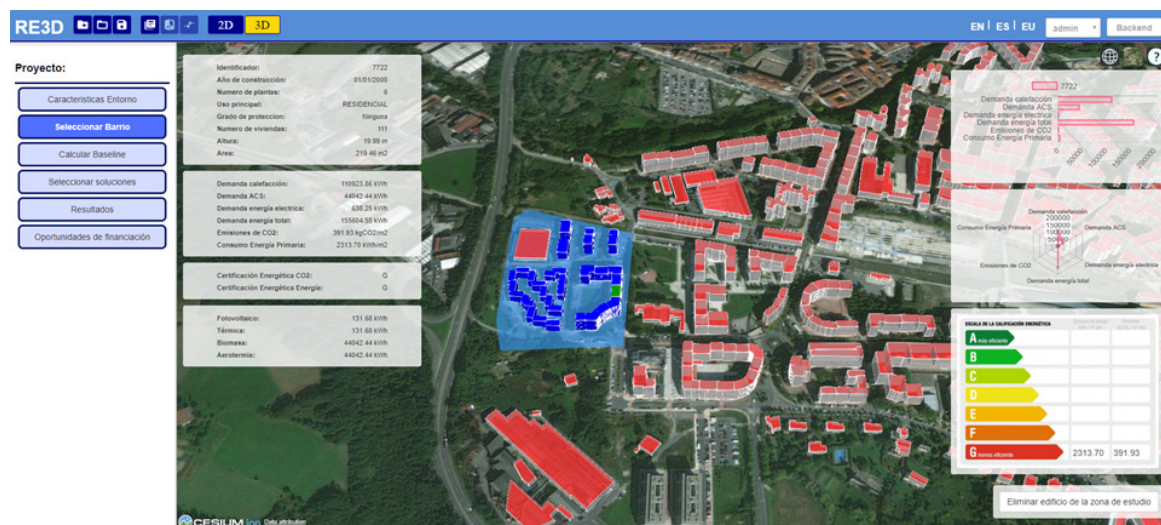 RE3D 2D 3D EN | ES | EU admin Backend
Proyecto:
Características Entorno
Seleccionar Barrio
Calcular Baseline
Seleccionar soluciones
Resultados
Oportunidades de financiación
Identificador: 7722
Año de construcción: 01/01/2000
Numero de plantas: 6
Uso principal: RESIDENCIAL
Grado de proteccion: Ninguna
Numero de viviendas: 111
Altura: 19.99 m
Area: 219.46 m2
Demanda calefacción: 110923.86 kWh
Demanda ACS: 44042.44 kWh
Demanda energía electrica: 638.25 kWh
Demanda energía total: 155604.55 kWh
Emisiones de CO2: 391.93 kgCO2/m2
Consumo Energía Primaria: 2313.70 kWh/m2
Certificación Energética CO2: G
Certificación Energética Energía: G
Fotovoltaico: 131.68 kWh
Térmica: 131.68 kWh
Biomasa: 44042.44 kWh
Aerotermia: 44042.44 kWh
CESIUM ion Data attribution
?
7722
Demanda calefacción
Demanda ACS
Demanda energía electrica
Demanda energía total
Emisiones de CO2
Consumo Energía Primaria
0 50000 100000 150000 200000
Demanda calefacción
200000
150000
100000
50000
Consumo Energía Primaria Demanda ACS
Emisiones de CO2 Demanda energía electrica
Demanda energía total
ESCALA DE LA CALIFICACIÓN ENERGÉTICA
A más eficiente
B
C
D
E
F
G menos eficiente 2313.70 391.93
Eliminar edificio de la zona de estudio